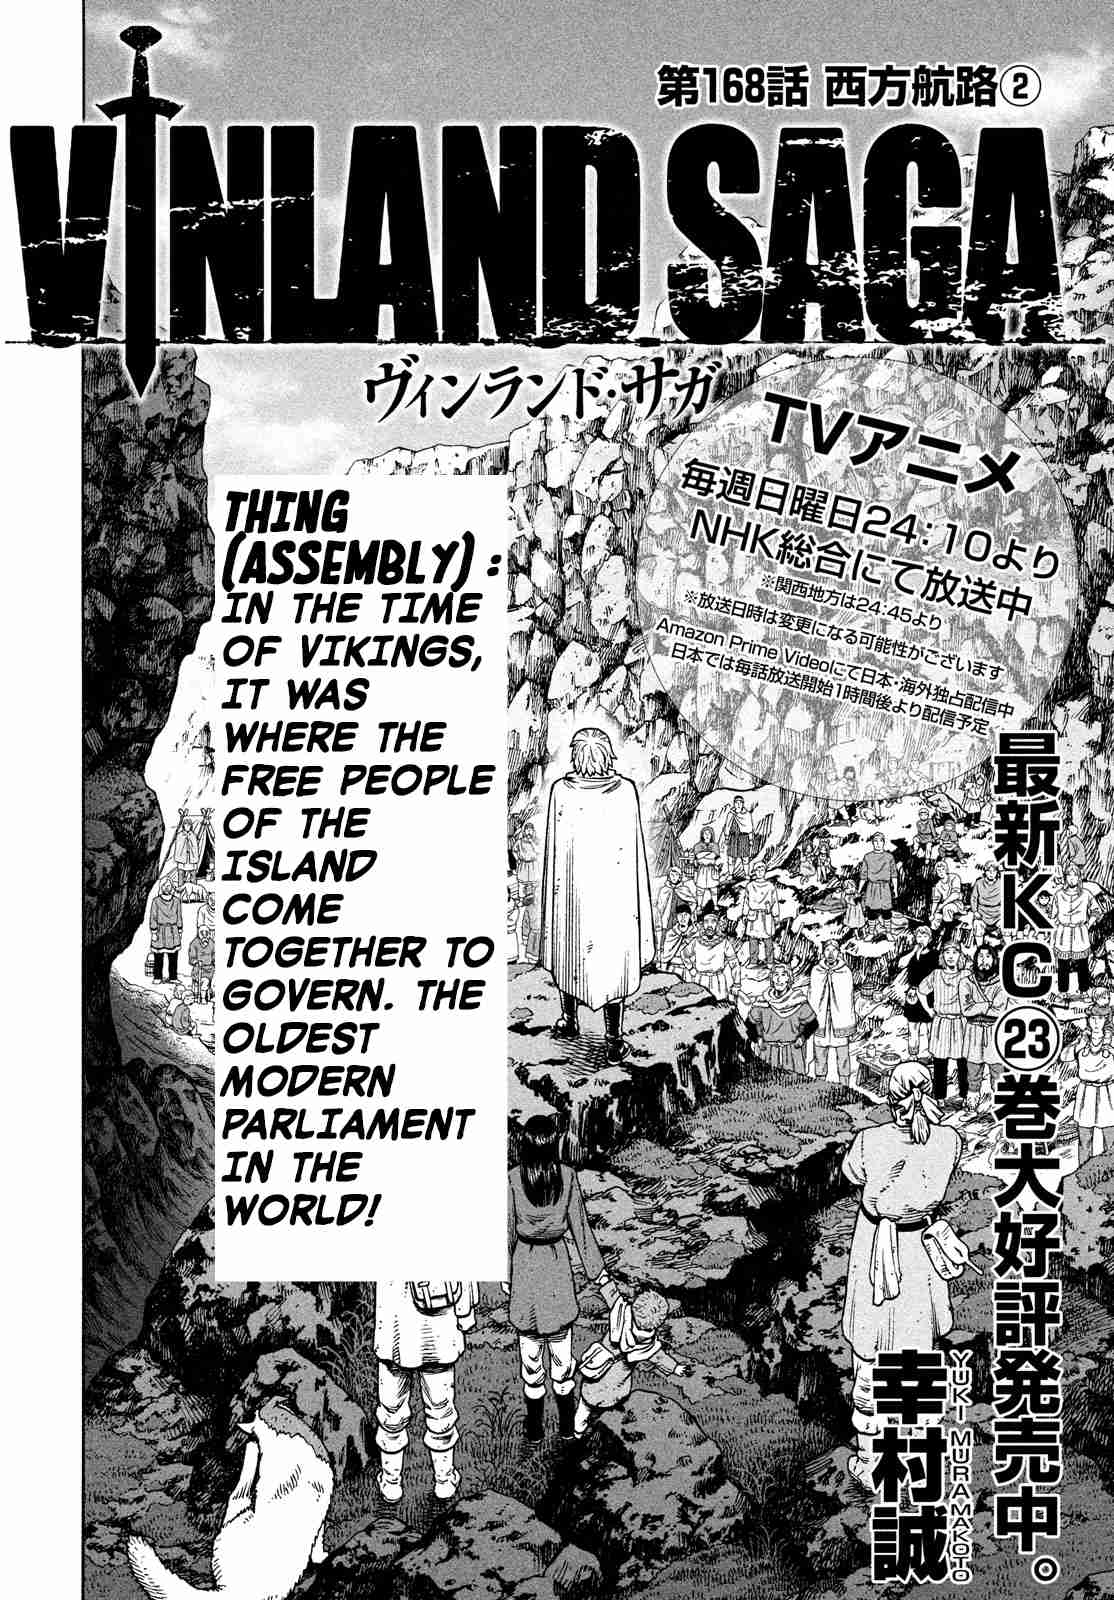 第168話 西方航路②
VINLAND SAGA
ヴィンランド・サガ
TVアニメ
毎週日曜日24:10より
NHK総合にて放送中
※関西地方は24:45より
※放送日時は変更になる可能性がございます
Amazon Prime Videoにて日本・海外独占配信中
日本では毎話放送開始1時間後より配信予定
THING
(ASSEMBLY) :
IN THE TIME
OF VIKINGS,
IT WAS
WHERE THE
FREE PEOPLE
OF THE
ISLAND
COME
TOGETHER TO
GOVERN. THE
OLDEST
MODERN
PARLIAMENT
IN THE
WORLD!
最新KCn㉓巻大好評発売中。
幸村誠
YUKIMURA MAKOTO